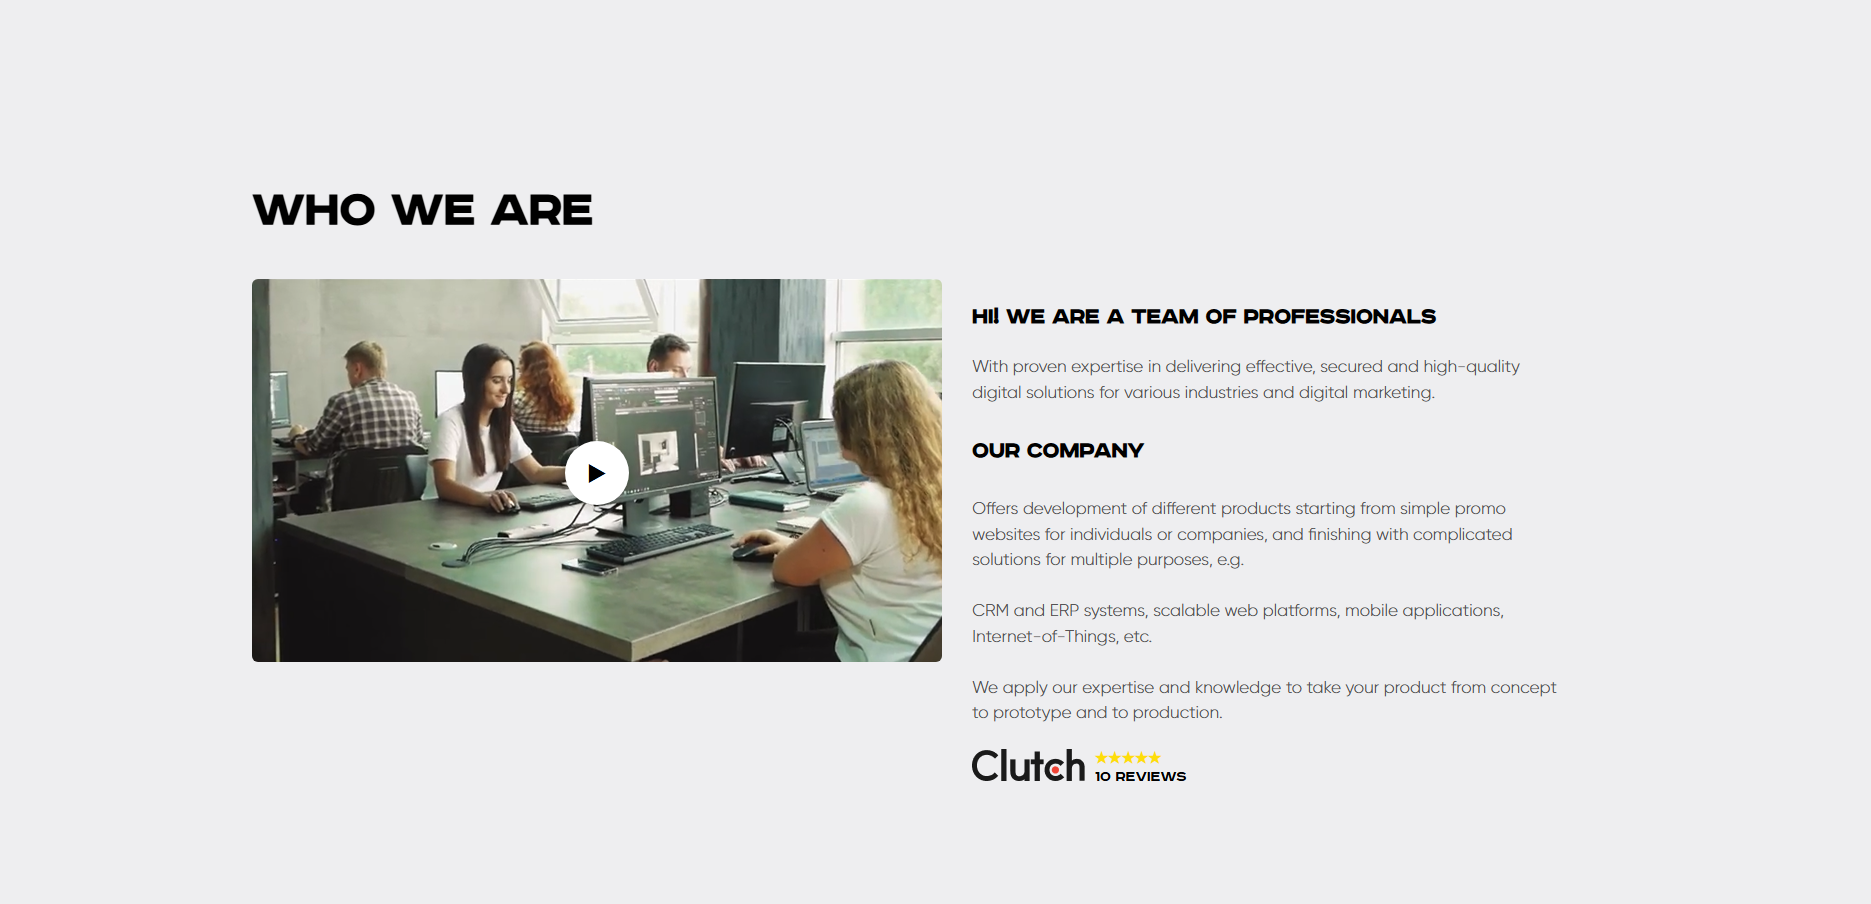 WHO WE ARE
HI! WE ARE A TEAM OF PROFESSIONALS
With proven expertise in delivering effective, secured and high-quality
digital solutions for various industries and digital marketing.
OUR COMPANY
Offers development of different products starting from simple promo
websites for individuals or companies, and finishing with complicated
solutions for multiple purposes, e.g.
CRM and ERP systems, scalable web platforms, mobile applications,
Internet-of-Things, etc.
We apply our expertise and knowledge to take your product from concept
to prototype and to production.
Clutch
10 REVIEWS